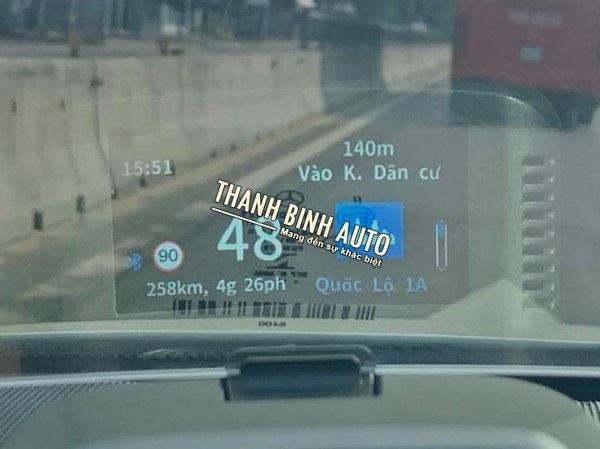 140m
Vào K. Dân cư
15:51
THANH BINH AUTO
Mang đến sự khác biệt
48
90
258km, 4g 26ph
Quốc Lộ 1A
6400